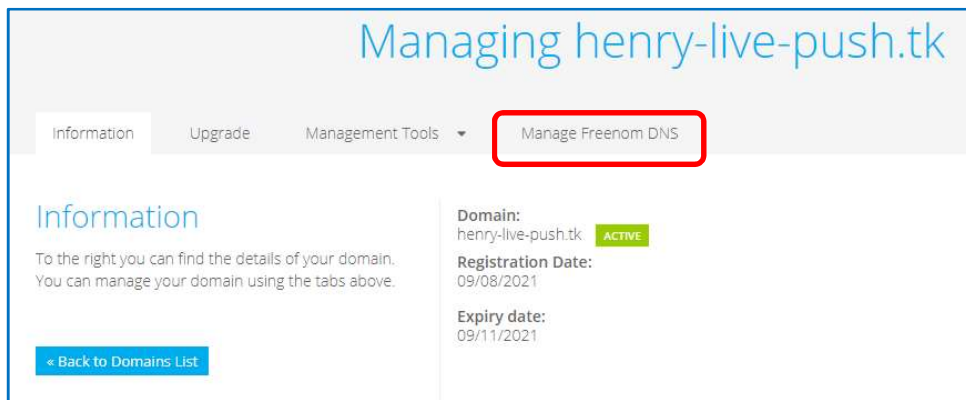 Managing henry-live-push.tk
Information Upgrade Management Tools Manage Freenom DNS
Information
To the right you can find the details of your domain.
You can manage your domain using the tabs above.
« Back to Domains List
Domain:
henry-live-push.tk ACTIVE
Registration Date:
09/08/2021
Expiry date:
09/11/2021